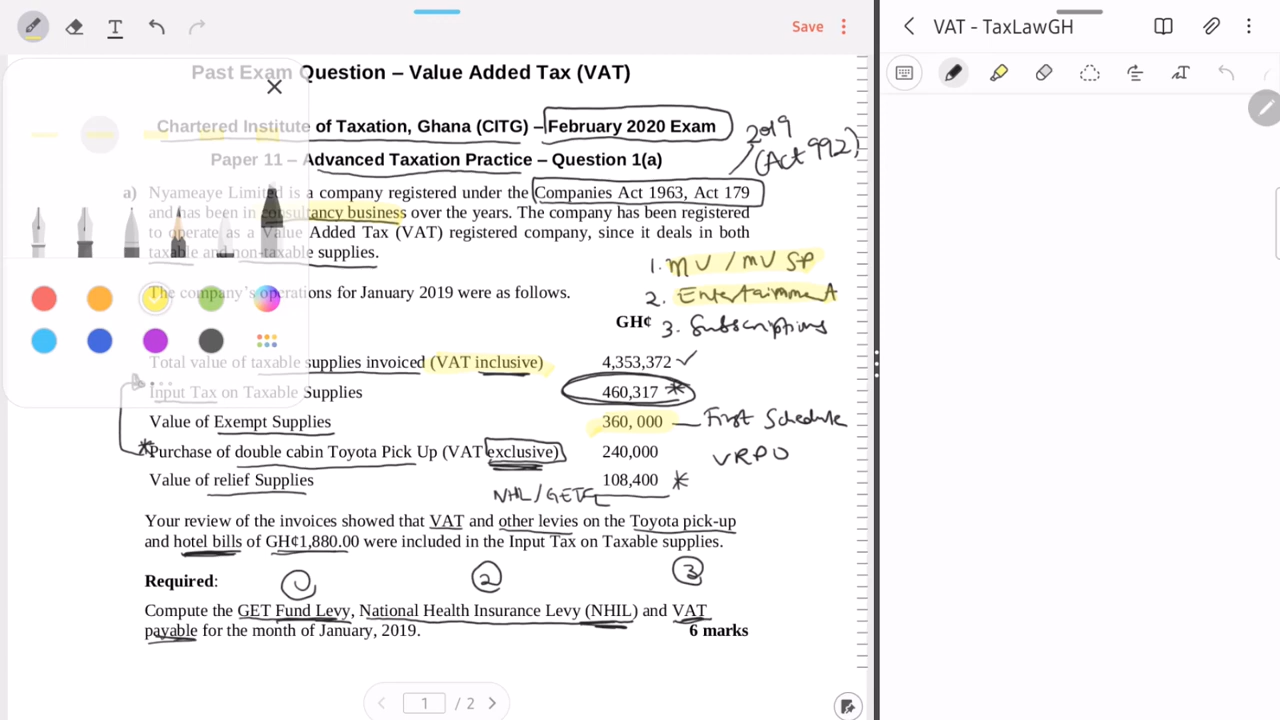 Save
VAT - TaxLawGH
Past Exam Question – Value Added Tax (VAT)
Chartered Institute of Taxation, Ghana (CITG) – February 2020 Exam
2019
(Act 992)
Paper 11 – Advanced Taxation Practice – Question 1(a)
a) Nyameaye Limited is a company registered under the Companies Act 1963, Act 179
and has been in consultancy business over the years. The company has been registered
to operate as a Value Added Tax (VAT) registered company, since it deals in both
taxable and non-taxable supplies.
1. MV / MV SP
The company's operations for January 2019 were as follows.
2. Entertainment
GH¢
3. Subscriptions
Total value of taxable supplies invoiced (VAT inclusive) 4,353,372
Input Tax on Taxable Supplies 460,317 *
Value of Exempt Supplies 360, 000 — First Schedule
*Purchase of double cabin Toyota Pick Up (VAT exclusive) 240,000
VRPO
Value of relief Supplies 108,400 *
NHL/GETF
Your review of the invoices showed that VAT and other levies on the Toyota pick-up
and hotel bills of GH¢1,880.00 were included in the Input Tax on Taxable supplies.
Required:
1 2 3
Compute the GET Fund Levy, National Health Insurance Levy (NHIL) and VAT
payable for the month of January, 2019. 6 marks
1 / 2